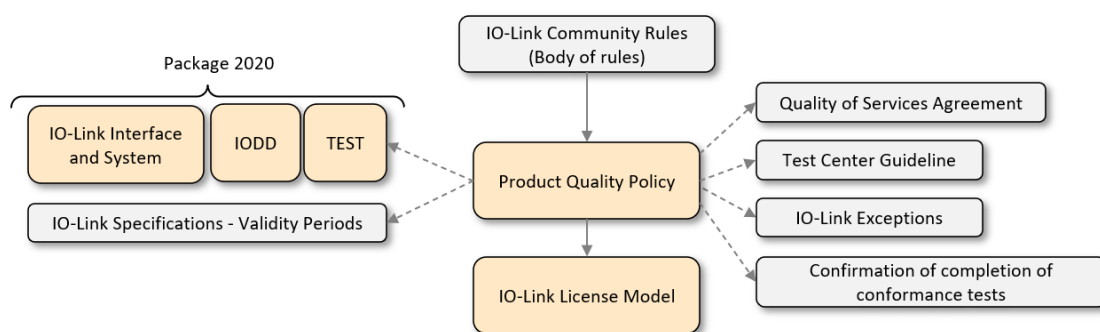 IO-Link Community Rules
(Body of rules)
Package 2020
IO-Link Interface
and System
IODD
TEST
IO-Link Specifications - Validity Periods
Product Quality Policy
IO-Link License Model
Quality of Services Agreement
Test Center Guideline
IO-Link Exceptions
Confirmation of completion of
conformance tests